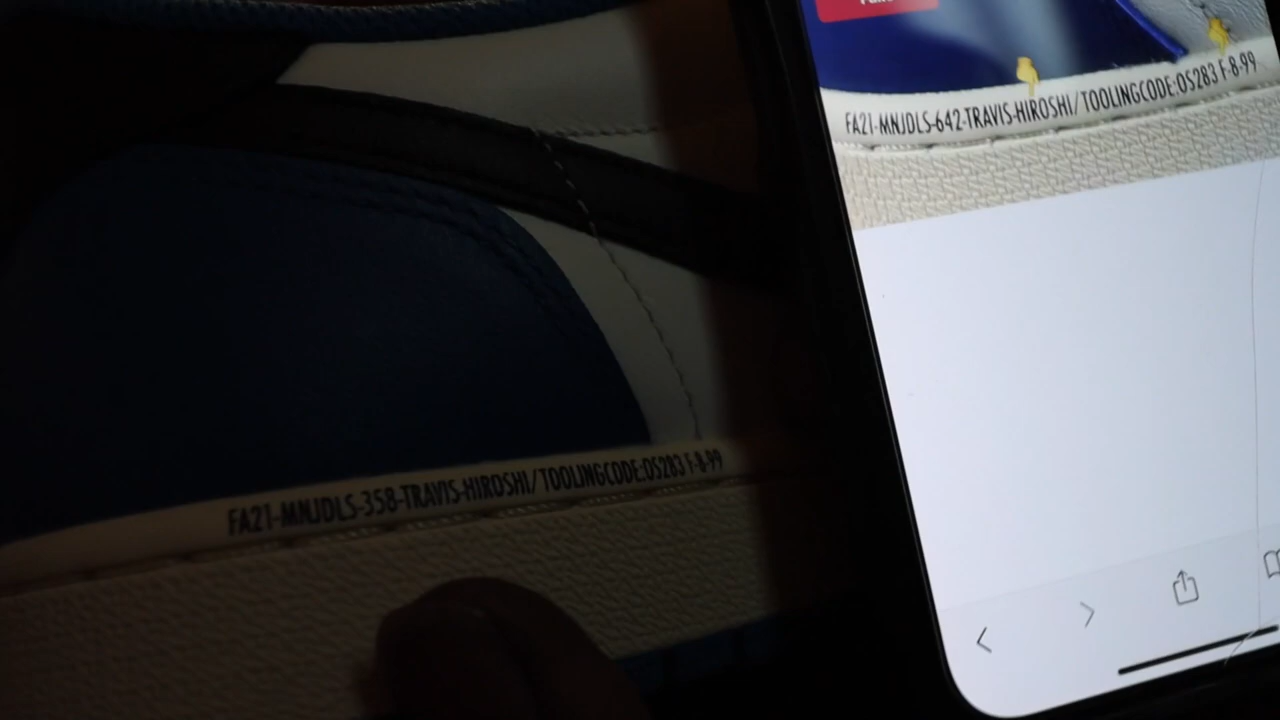 FA21-MNJDLS-642-TRAVIS-HIROSHI/TOOLINGCODE:OS283 F-8-99
FA21-MNJDLS-358-TRAVIS-HIROSHI/TOOLINGCODE:OS283 F-8-99